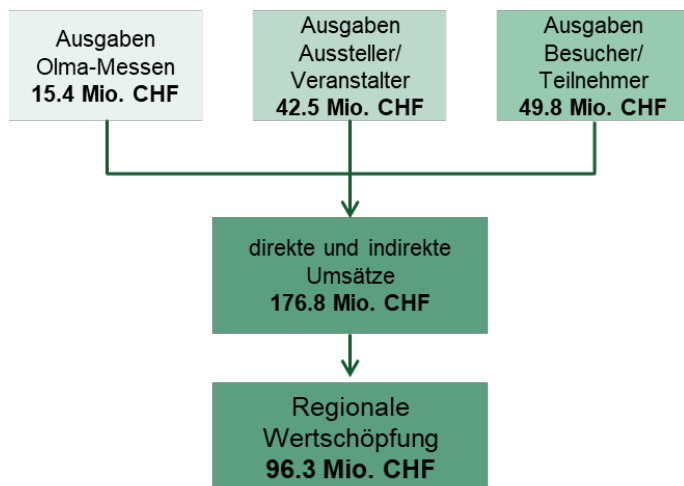 Ausgaben
Olma-Messen
15.4 Mio. CHF
Ausgaben
Aussteller/
Veranstalter
42.5 Mio. CHF
Ausgaben
Besucher/
Teilnehmer
49.8 Mio. CHF
direkte und indirekte
Umsätze
176.8 Mio. CHF
Regionale
Wertschöpfung
96.3 Mio. CHF